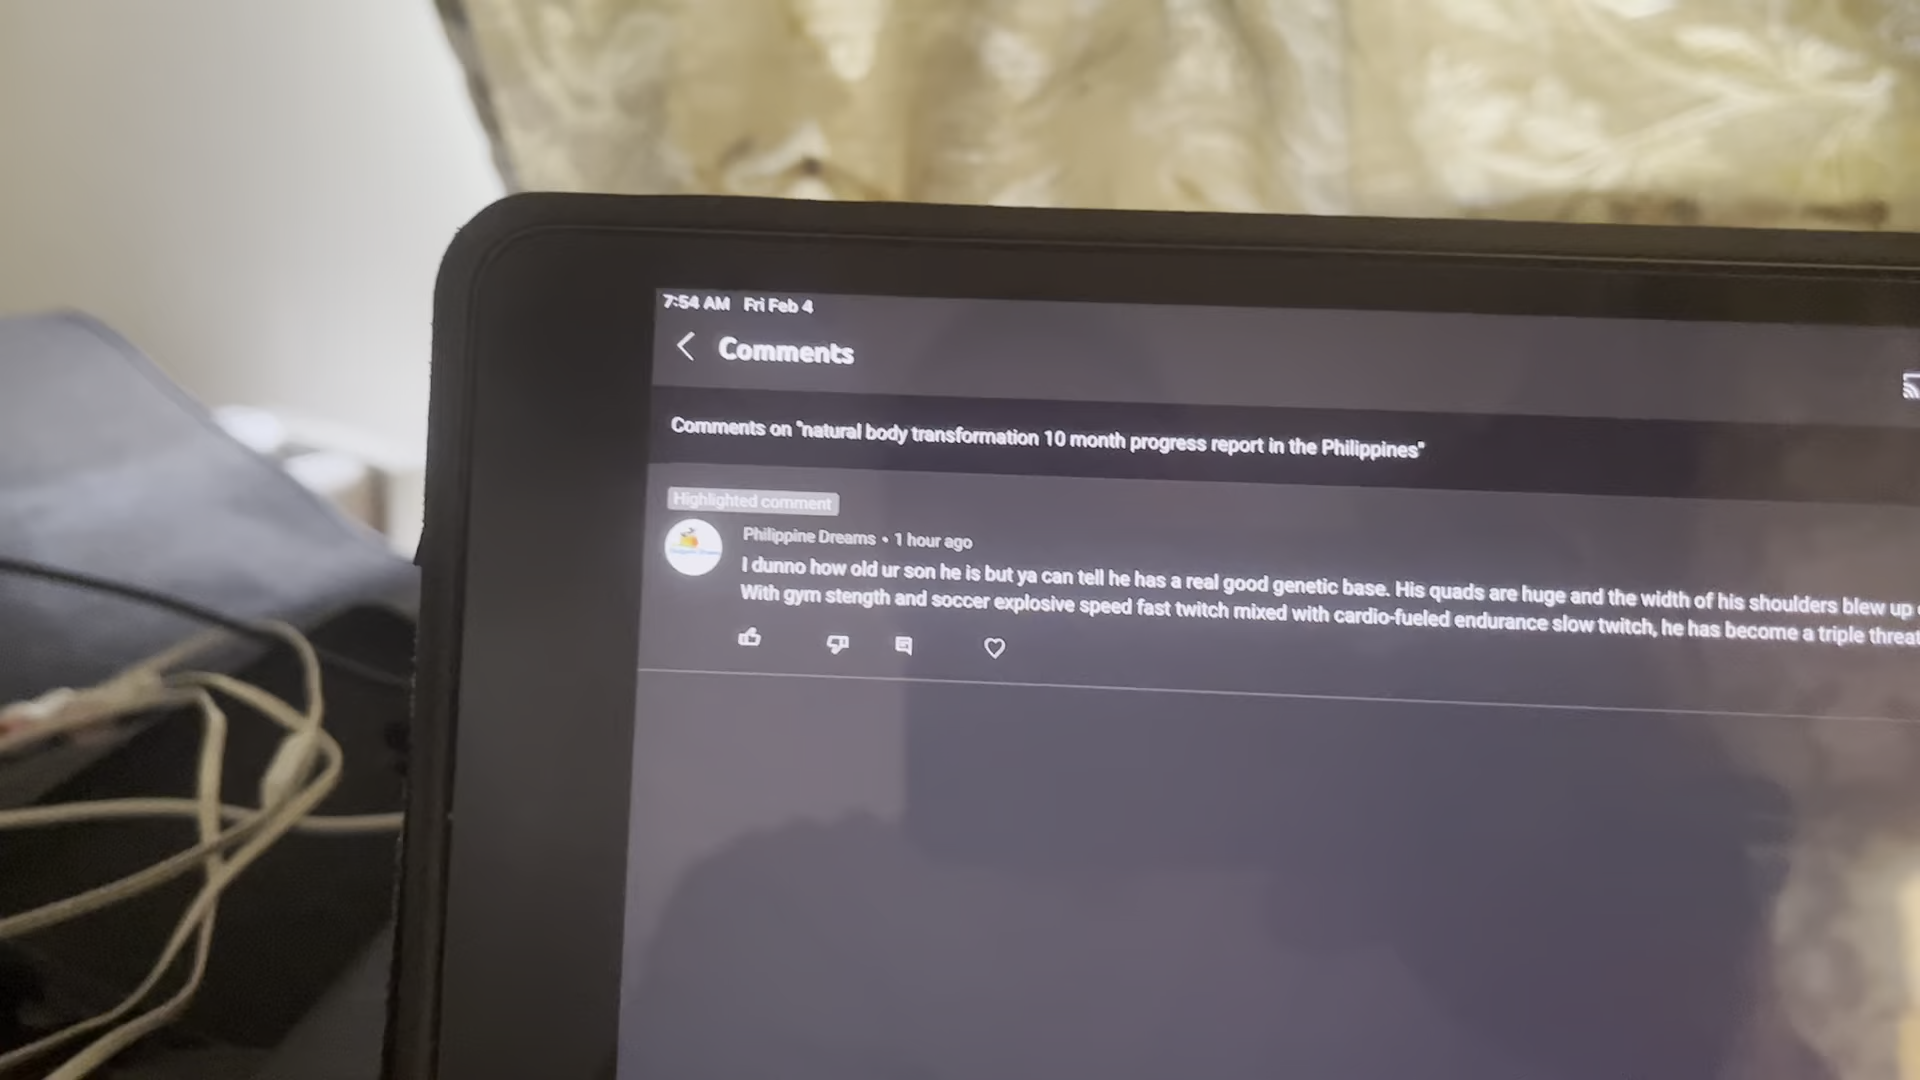 7:54 AM Fri Feb 4
Comments
Comments on "natural body transformation 10 month progress report in the Philippines"
Highlighted comment
Philippine Dreams • 1 hour ago
I dunno how old ur son he is but ya can tell he has a real good genetic base. His quads are huge and the width of his shoulders blew up
With gym stength and soccer explosive speed fast twitch mixed with cardio-fueled endurance slow twitch, he has become a triple threat